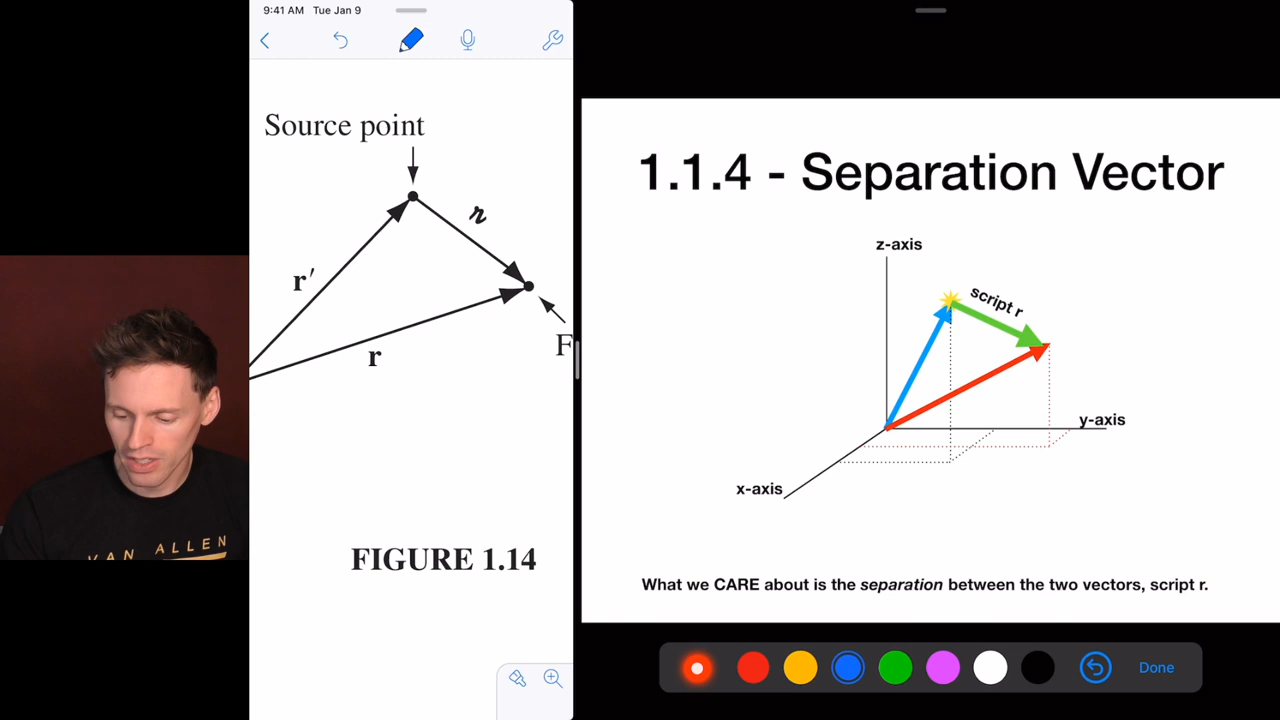 9:41 AM Tue Jan 9
Source point
𝓇
r′
r
F
FIGURE 1.14
VAN ALLEN
1.1.4 - Separation Vector
z-axis
script r
y-axis
x-axis
What we CARE about is the separation between the two vectors, script r.
Done